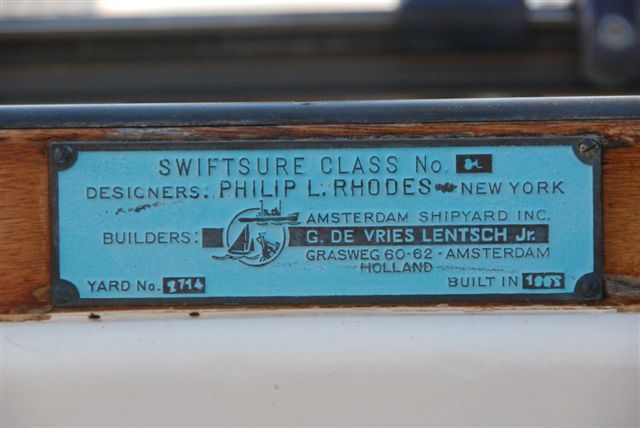 SWIFTSURE CLASS No
DESIGNERS: PHILIP L. RHODES NEW YORK
AMSTERDAM SHIPYARD INC.
BUILDERS: G. DE VRIES LENTSCH Jr.
GRASWEG 60-62 - AMSTERDAM
HOLLAND
YARD No. 2714 BUILT IN